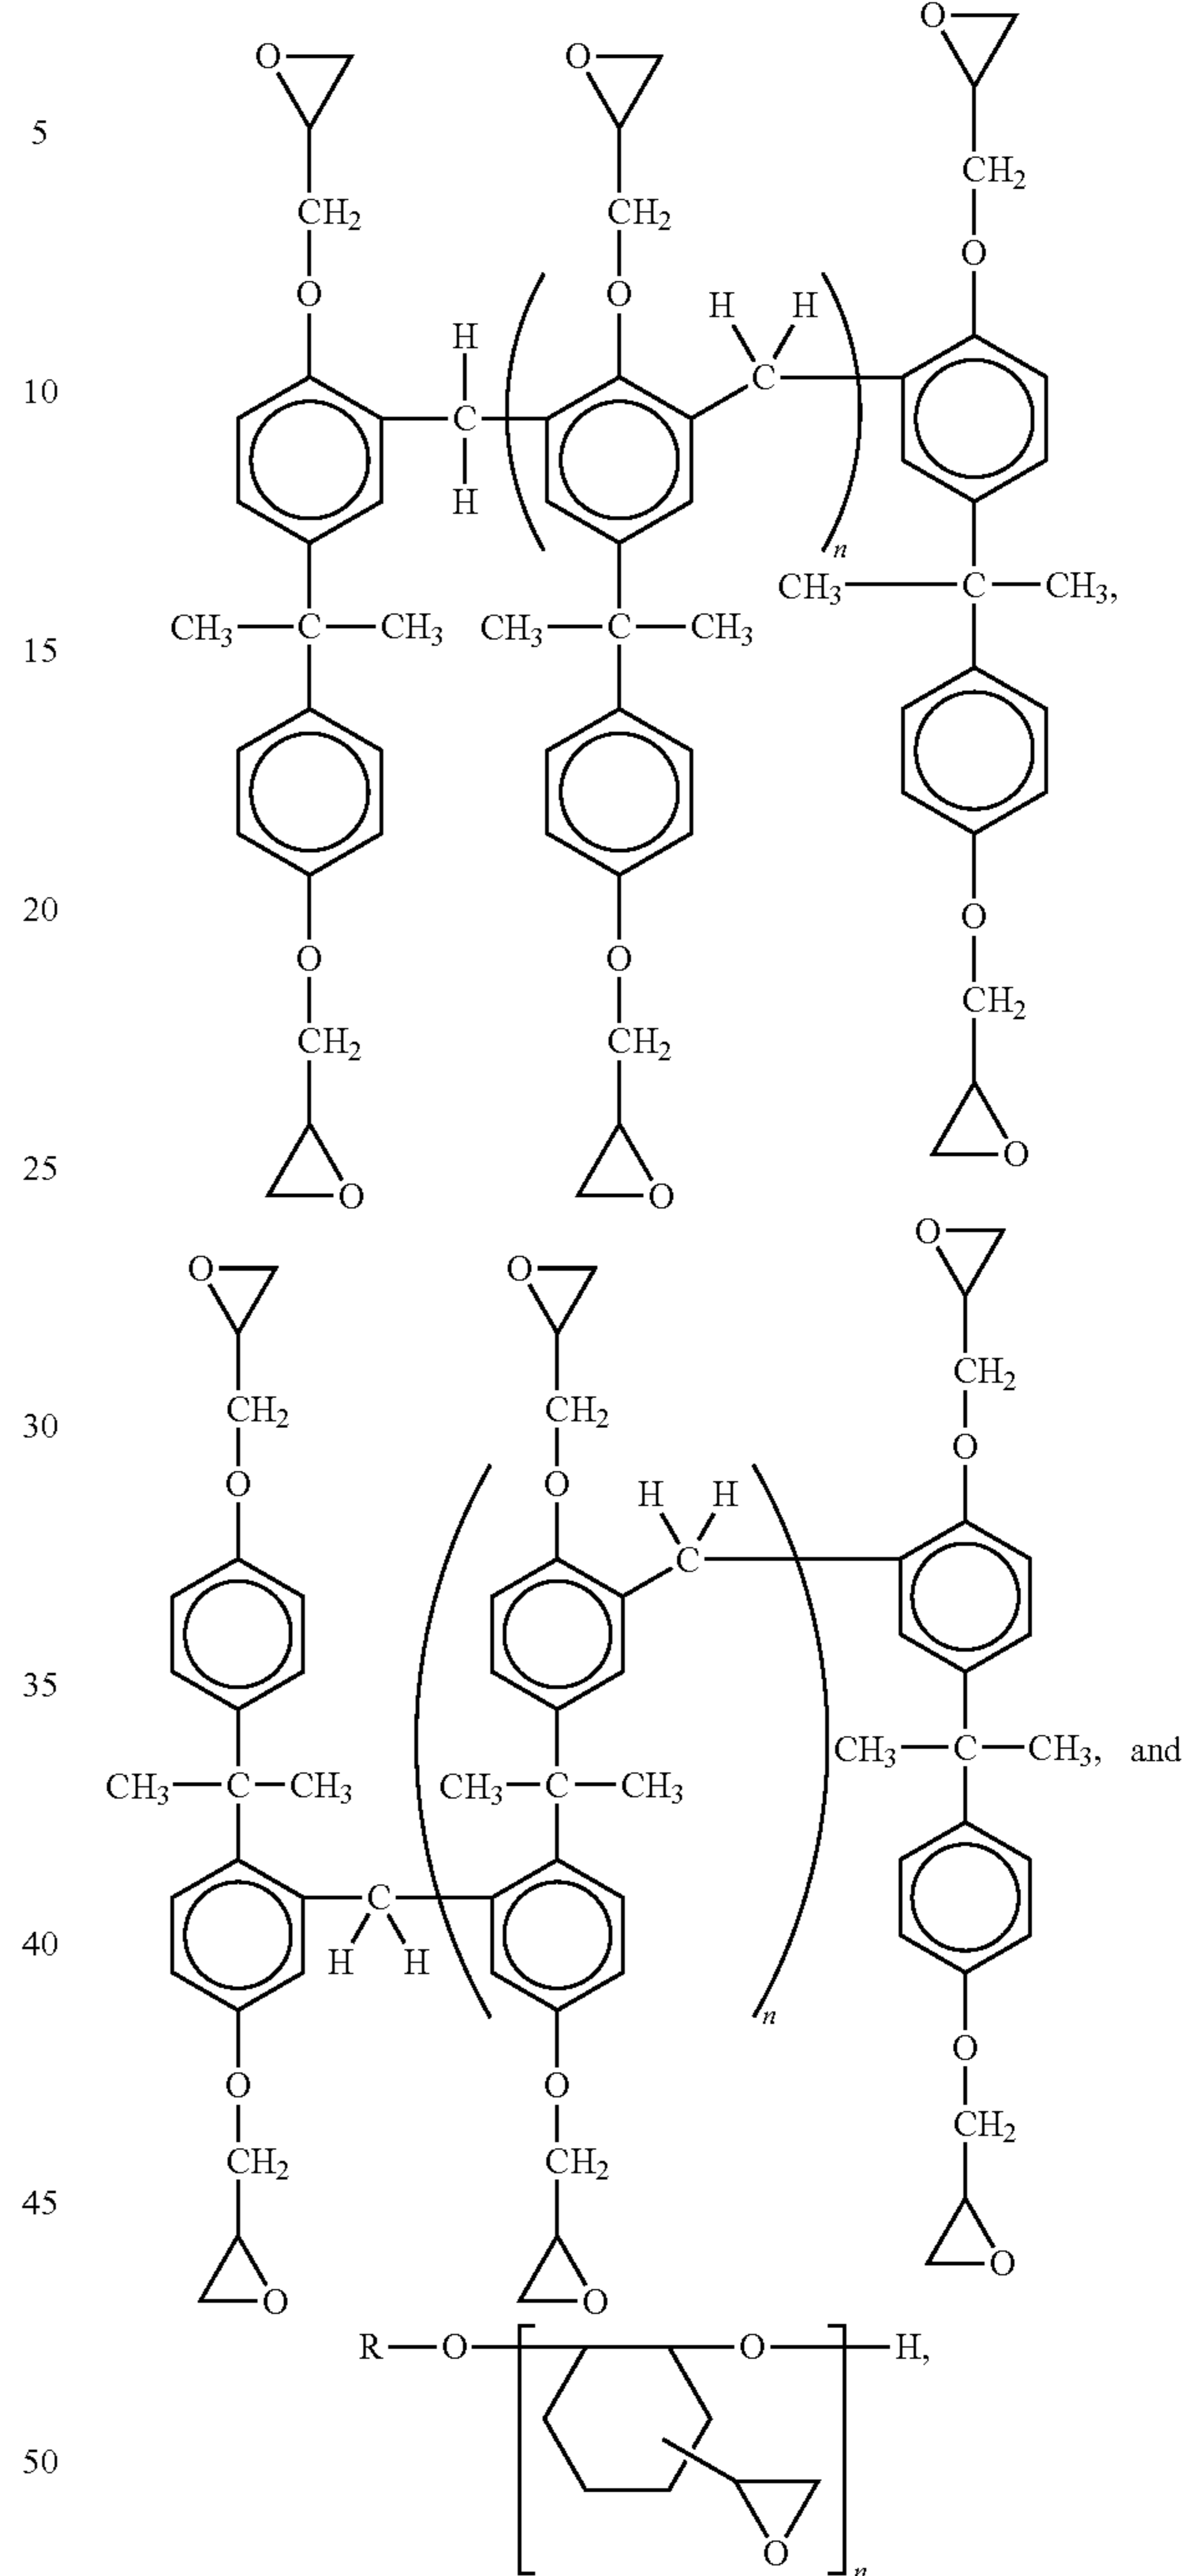 O O O
5
CH2 CH2 CH2
O O O
H H H
10 C C
H
n
CH3 C CH3,
15 CH3 C CH3 CH3 C CH3
20 O O O
CH2 CH2 CH2
25 O O O
O O O
30 CH2 CH2 CH2
O O O
H H
C
35
CH3 C CH3 CH3 C CH3 CH3 C CH3, and
40 C
H H
n
O O O
CH2 CH2 CH2
45
O O O
R O O H,
50
O
n